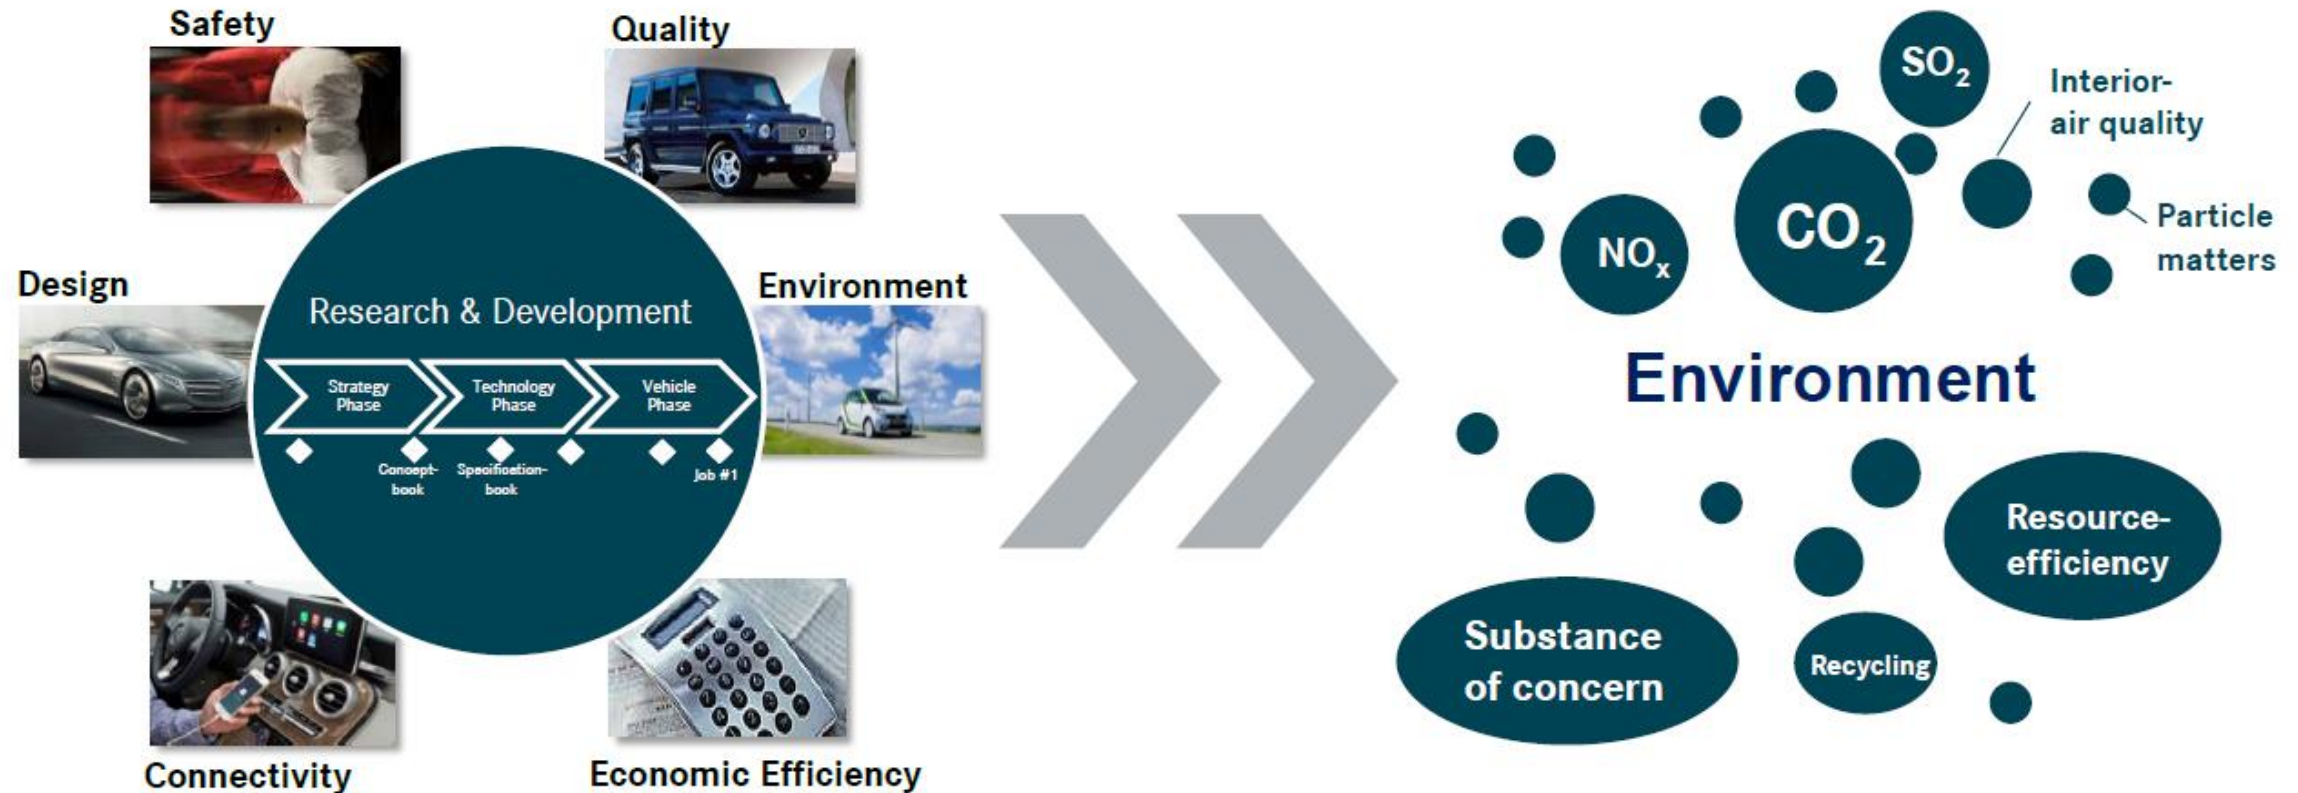 Safety
Quality
Design
Environment
Research & Development
Strategy
Phase
Technology
Phase
Vehicle
Phase
Concept-
book
Specification-
book
Job #1
Connectivity
Economic Efficiency
SO₂
Interior-
air quality
CO₂
NOₓ
Particle
matters
Environment
Resource-
efficiency
Substance
of concern
Recycling